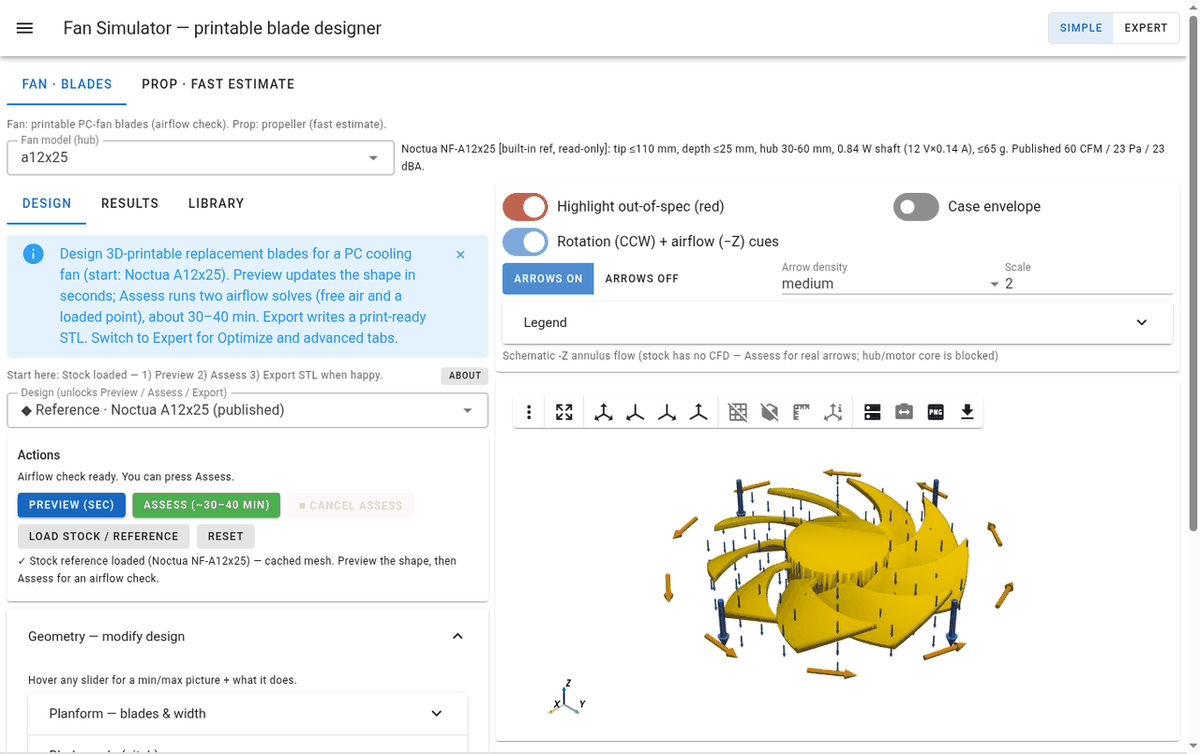 Fan Simulator — printable blade designer
SIMPLE
EXPERT
FAN · BLADES
PROP · FAST ESTIMATE
Fan: printable PC-fan blades (airflow check). Prop: propeller (fast estimate).
Fan model (hub)
a12x25
Noctua NF-A12x25 [built-in ref, read-only]: tip ≤110 mm, depth ≤25 mm, hub 30-60 mm, 0.84 W shaft (12 V×0.14 A), ≤65 g. Published 60 CFM / 23 Pa / 23
dBA.
DESIGN
RESULTS
LIBRARY
Design 3D-printable replacement blades for a PC cooling
fan (start: Noctua A12x25). Preview updates the shape in
seconds; Assess runs two airflow solves (free air and a
loaded point), about 30–40 min. Export writes a print-ready
STL. Switch to Expert for Optimize and advanced tabs.
Start here: Stock loaded — 1) Preview 2) Assess 3) Export STL when happy.
ABOUT
Design (unlocks Preview / Assess / Export)
◆ Reference · Noctua A12x25 (published)
Actions
Airflow check ready. You can press Assess.
PREVIEW (SEC)
ASSESS (~30–40 MIN)
■ CANCEL ASSESS
LOAD STOCK / REFERENCE
RESET
✓ Stock reference loaded (Noctua NF-A12x25) — cached mesh. Preview the shape, then
Assess for an airflow check.
Geometry — modify design
Hover any slider for a min/max picture + what it does.
Planform — blades & width
Highlight out-of-spec (red)
Case envelope
Rotation (CCW) + airflow (−Z) cues
ARROWS ON
ARROWS OFF
Arrow density
medium
Scale
2
Legend
Schematic -Z annulus flow (stock has no CFD — Assess for real arrows; hub/motor core is blocked)
PNG
Z
X
Y